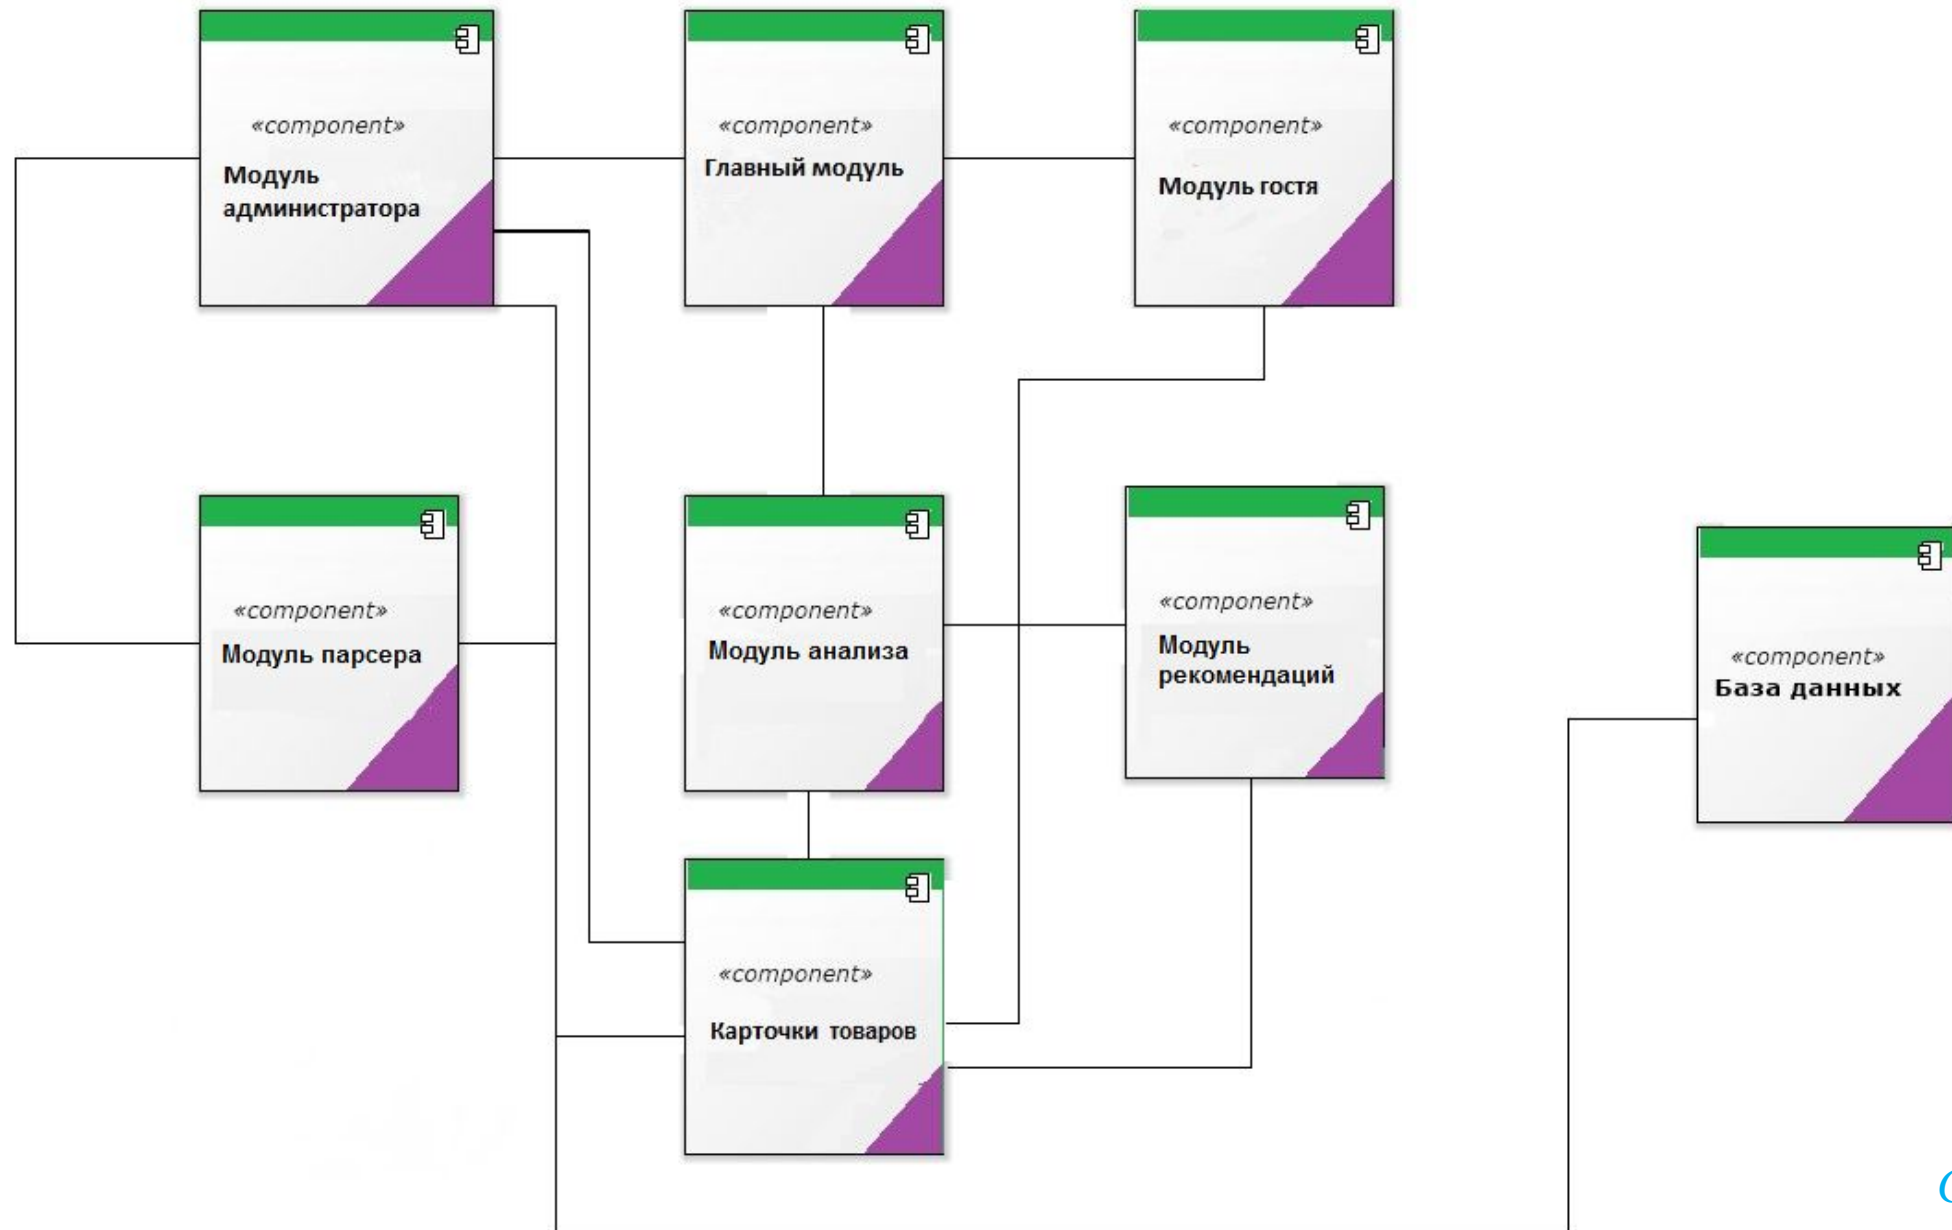 «component»
Модуль
администратора
«component»
Главный модуль
«component»
Модуль гостя
«component»
Модуль парсера
«component»
Модуль анализа
«component»
Модуль
рекомендаций
«component»
База данных
«component»
Карточки товаров